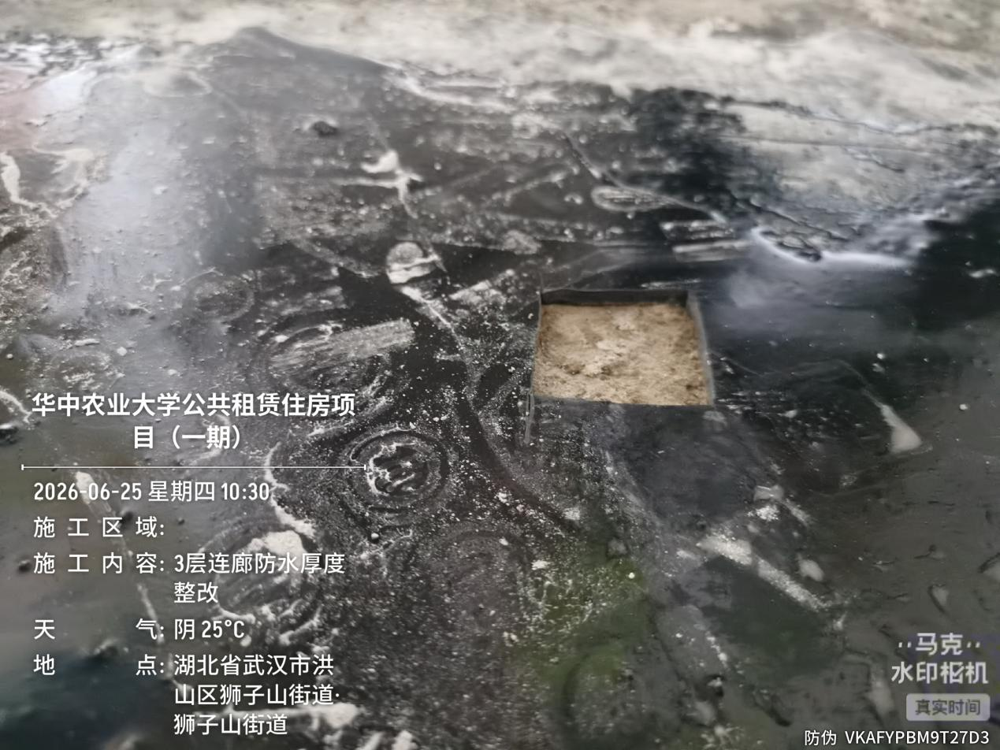 华中农业大学公共租赁住房项
目（一期）
2026-06-25 星期四 10:30
施工区域:
施工内容: 3层连廊防水厚度
整改
天气: 阴 25°C
地点: 湖北省武汉市洪
山区狮子山街道·
狮子山街道
马克
水印相机
真实时间
防伪 VKAFYPBM9T27D3